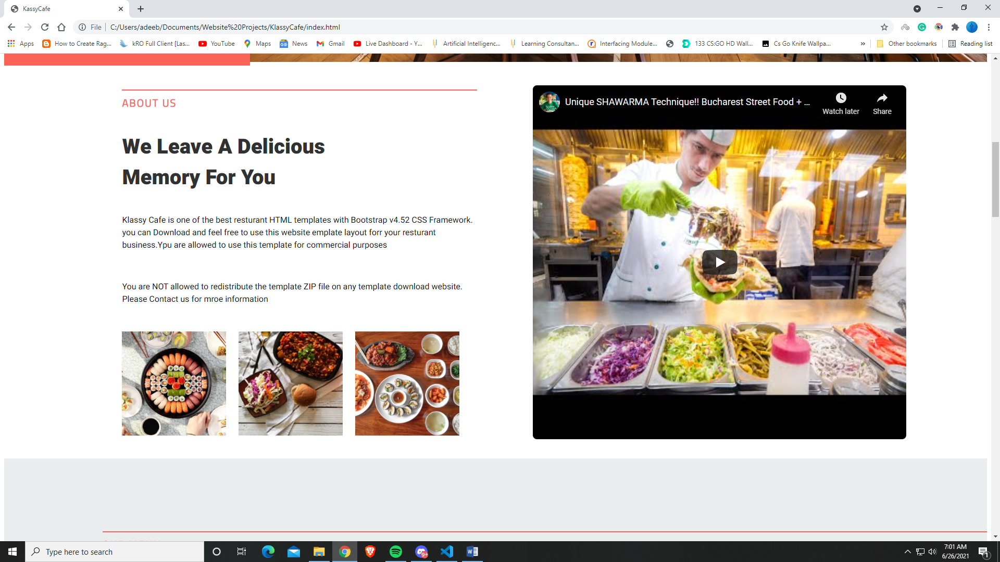 KassyCafe
File
C:/Users/adeeb/Documents/Website%20Projects/KlassyCafe/index.html
Apps
How to Create Rag...
kRO Full Client [Las...
YouTube
Maps
News
Gmail
Live Dashboard - Y...
Artificial Intelligenc...
Learning Consultan...
Interfacing Module...
133 CS:GO HD Wall...
Cs Go Knife Wallpa...
»
Other bookmarks
Reading list
ABOUT US
We Leave A Delicious
Memory For You
Klassy Cafe is one of the best resturant HTML templates with Bootstrap v4.52 CSS Framework.
you can Download and feel free to use this website emplate layout forr your resturant
business.Ypu are allowed to use this template for commercial purposes
You are NOT allowed to redistribute the template ZIP file on any template download website.
Please Contact us for mroe information
Unique SHAWARMA Technique!! Bucharest Street Food + ...
Watch later
Share
Type here to search
9+
7:01 AM
6/26/2021
1